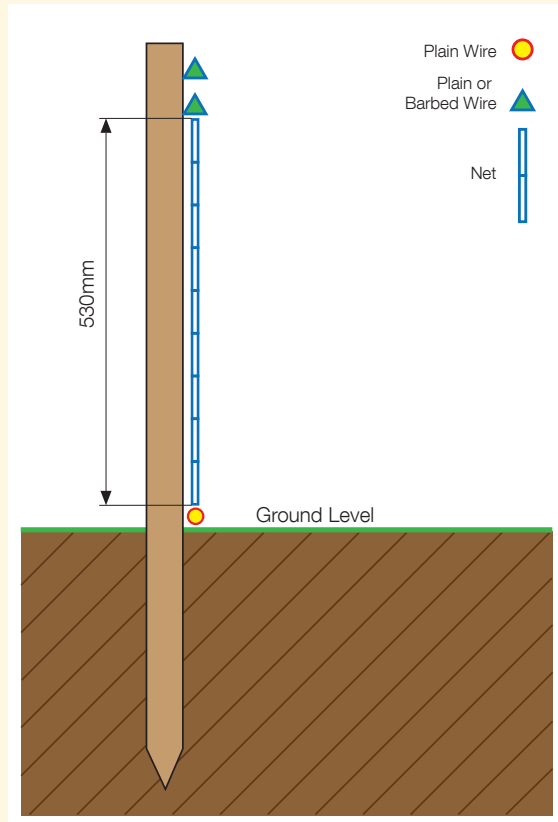 Plain Wire
Plain or
Barbed Wire
Net
530mm
Ground Level